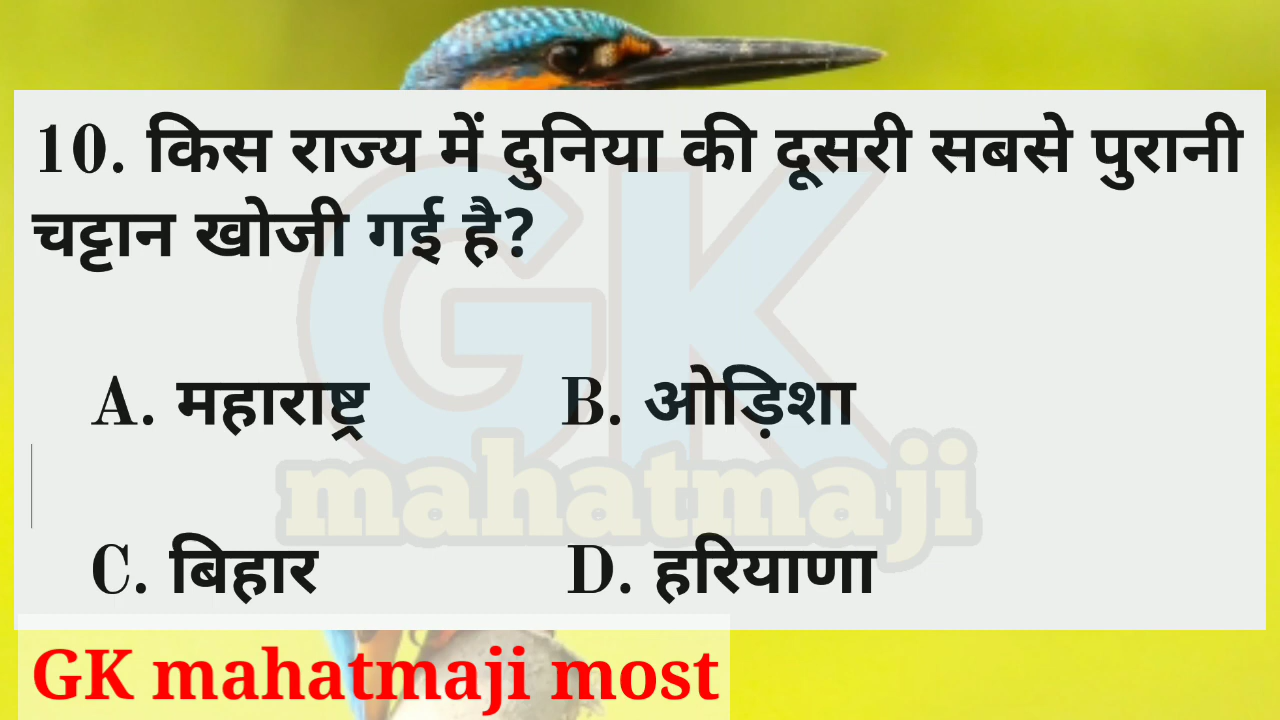 10. किस राज्य में दुनिया की दूसरी सबसे पुरानी
चट्टान खोजी गई है?
GK
A. महाराष्ट्र B. ओड़िशा
mahatmaji
C. बिहार D. हरियाणा
GK mahatmaji most